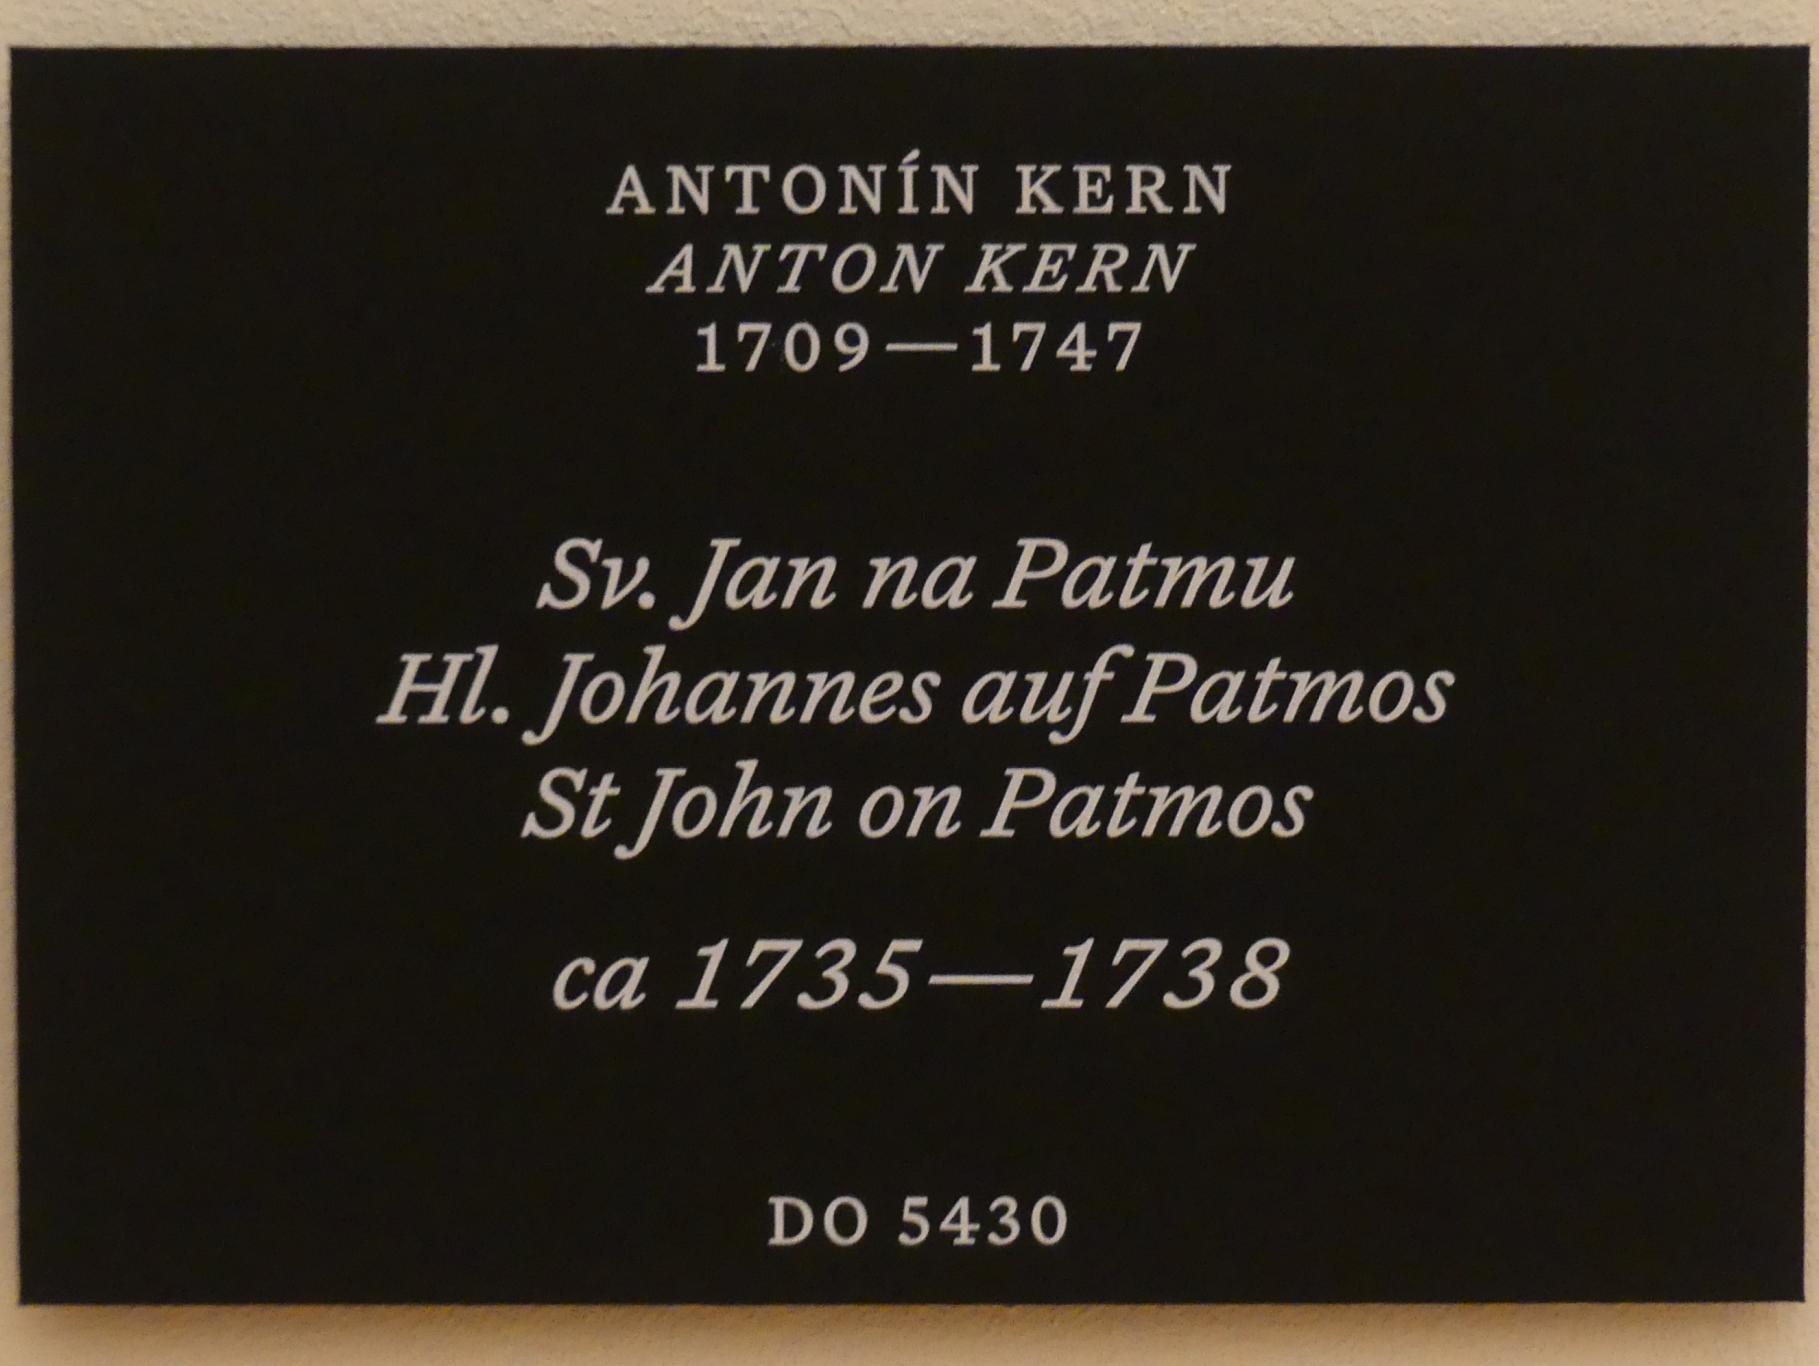 ANTONÍN KERN
ANTON KERN
1709—1747
Sv. Jan na Patmu
Hl. Johannes auf Patmos
St John on Patmos
ca 1735—1738
DO 5430